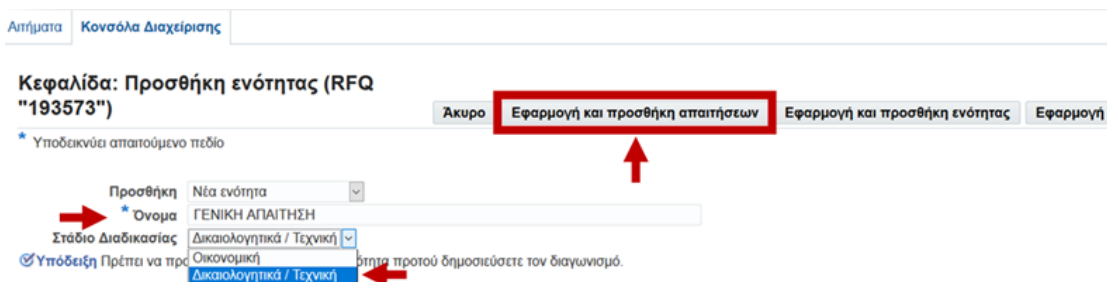 Αιτήματα Κονσόλα Διαχείρισης
Κεφαλίδα: Προσθήκη ενότητας (RFQ
"193573")
Άκυρο Εφαρμογή και προσθήκη απαιτήσεων Εφαρμογή και προσθήκη ενότητας Εφαρμογή
* Υποδεικνύει απαιτούμενο πεδίο
Προσθήκη Νέα ενότητα
* Όνομα ΓΕΝΙΚΗ ΑΠΑΙΤΗΣΗ
Στάδιο Διαδικασίας Δικαιολογητικά / Τεχνική
Οικονομική
Υπόδειξη Πρέπει να προτού δημοσιεύσετε τον διαγωνισμό.
Δικαιολογητικά / Τεχνική